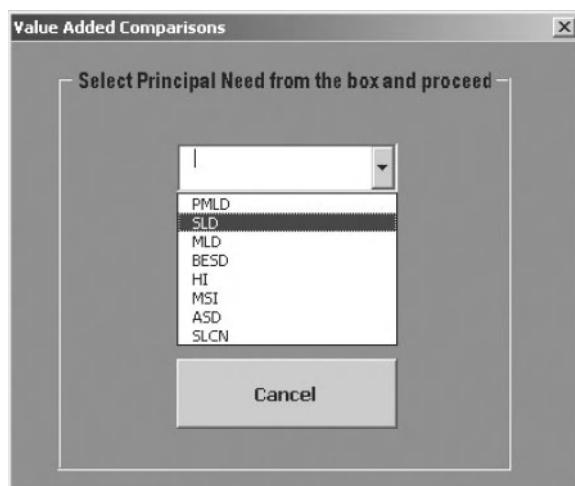 Value Added Comparisons
Select Principal Need from the box and proceed
PMLD
SLD
MLD
BESD
HI
MSI
ASD
SLCN
Cancel